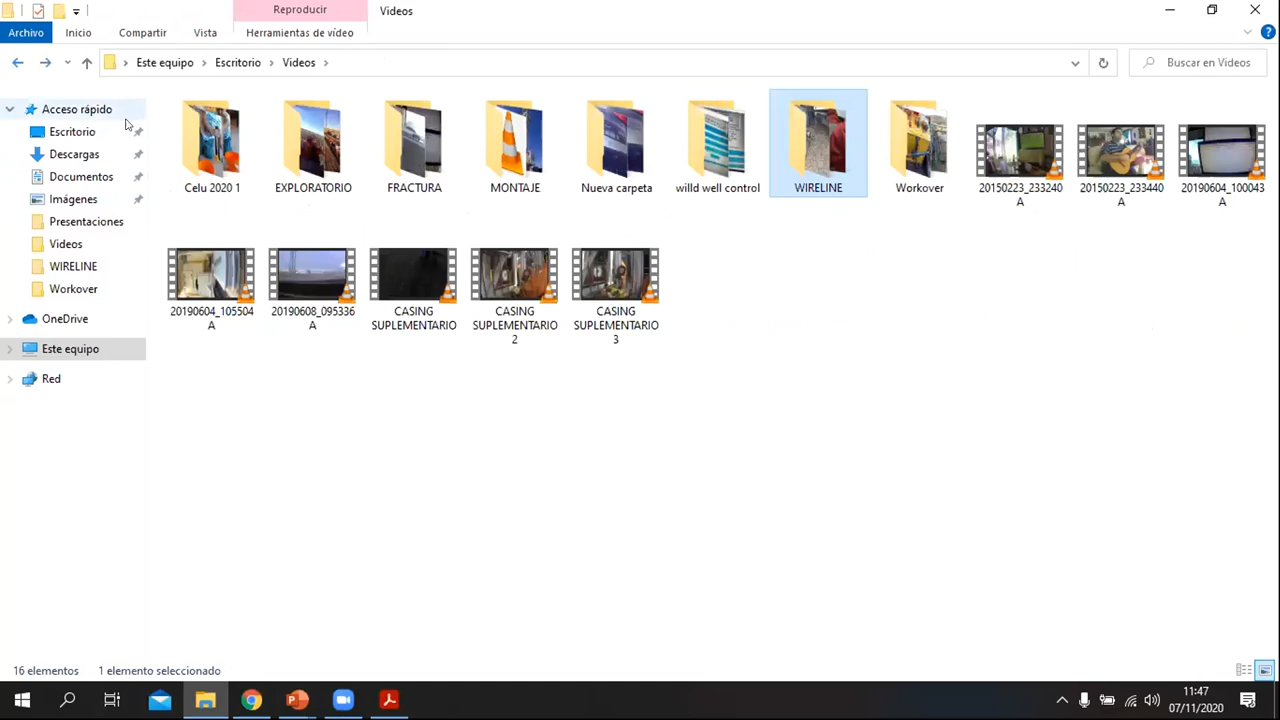 Reproducir
Videos
Archivo
Inicio
Compartir
Vista
Herramientas de vídeo
Este equipo
Escritorio
Videos
Buscar en Videos
Acceso rápido
Escritorio
Descargas
Documentos
Imágenes
Presentaciones
Videos
WIRELINE
Workover
OneDrive
Este equipo
Red
Celu 2020 1
EXPLORATORIO
FRACTURA
MONTAJE
Nueva carpeta
willd well control
WIRELINE
Workover
20150223_233240
A
20150223_233440
A
20190604_100043
A
20190604_105504
A
20190608_095336
A
CASING
SUPLEMENTARIO
CASING
SUPLEMENTARIO
2
CASING
SUPLEMENTARIO
3
16 elementos
1 elemento seleccionado
11:47
07/11/2020